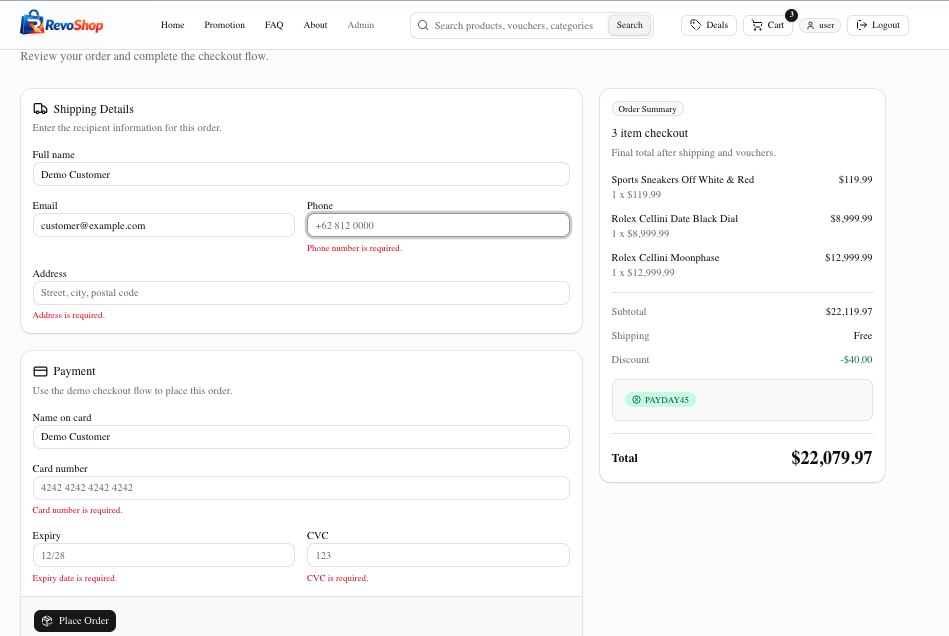 RevoShop
Home
Promotion
FAQ
About
Admin
Search products, vouchers, categories
Search
Deals
Cart
3
user
Logout
Review your order and complete the checkout flow.
Shipping Details
Enter the recipient information for this order.
Full name
Demo Customer
Email
customer@example.com
Phone
+62 812 0000
Phone number is required.
Address
Street, city, postal code
Address is required.
Payment
Use the demo checkout flow to place this order.
Name on card
Demo Customer
Card number
4242 4242 4242 4242
Card number is required.
Expiry
12/28
Expiry date is required.
CVC
123
CVC is required.
Place Order
Order Summary
3 item checkout
Final total after shipping and vouchers.
Sports Sneakers Off White & Red $119.99
1 x $119.99
Rolex Cellini Date Black Dial $8,999.99
1 x $8,999.99
Rolex Cellini Moonphase $12,999.99
1 x $12,999.99
Subtotal $22,119.97
Shipping Free
Discount -$40.00
PAYDAY45
Total $22,079.97